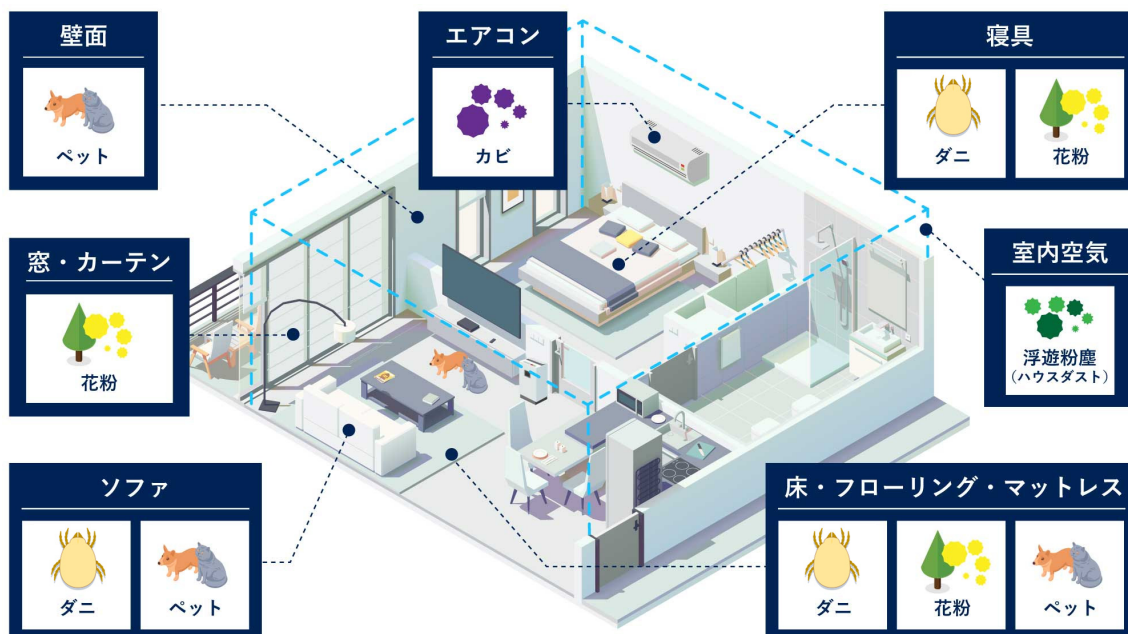 壁面
ペット
エアコン
カビ
寝具
ダニ
花粉
窓・カーテン
花粉
室内空気
浮遊粉塵
（ハウスダスト）
ソファ
ダニ
ペット
床・フローリング・マットレス
ダニ
花粉
ペット